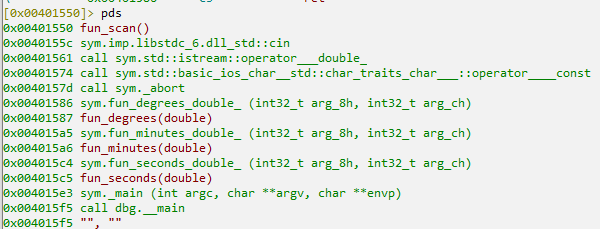 [0x00401550]> pds
0x00401550 fun_scan()
0x0040155c sym.imp.libstdc_6.dll_std::cin
0x00401561 call sym.std::istream::operator___double_
0x00401574 call sym.std::basic_ios_char__std::char_traits_char___::operator____const
0x0040157d call sym._abort
0x00401586 sym.fun_degrees_double_ (int32_t arg_8h, int32_t arg_ch)
0x00401587 fun_degrees(double)
0x004015a5 sym.fun_minutes_double_ (int32_t arg_8h, int32_t arg_ch)
0x004015a6 fun_minutes(double)
0x004015c4 sym.fun_seconds_double_ (int32_t arg_8h, int32_t arg_ch)
0x004015c5 fun_seconds(double)
0x004015e3 sym._main (int argc, char **argv, char **envp)
0x004015f5 call dbg.__main
0x004015f5 "", ""